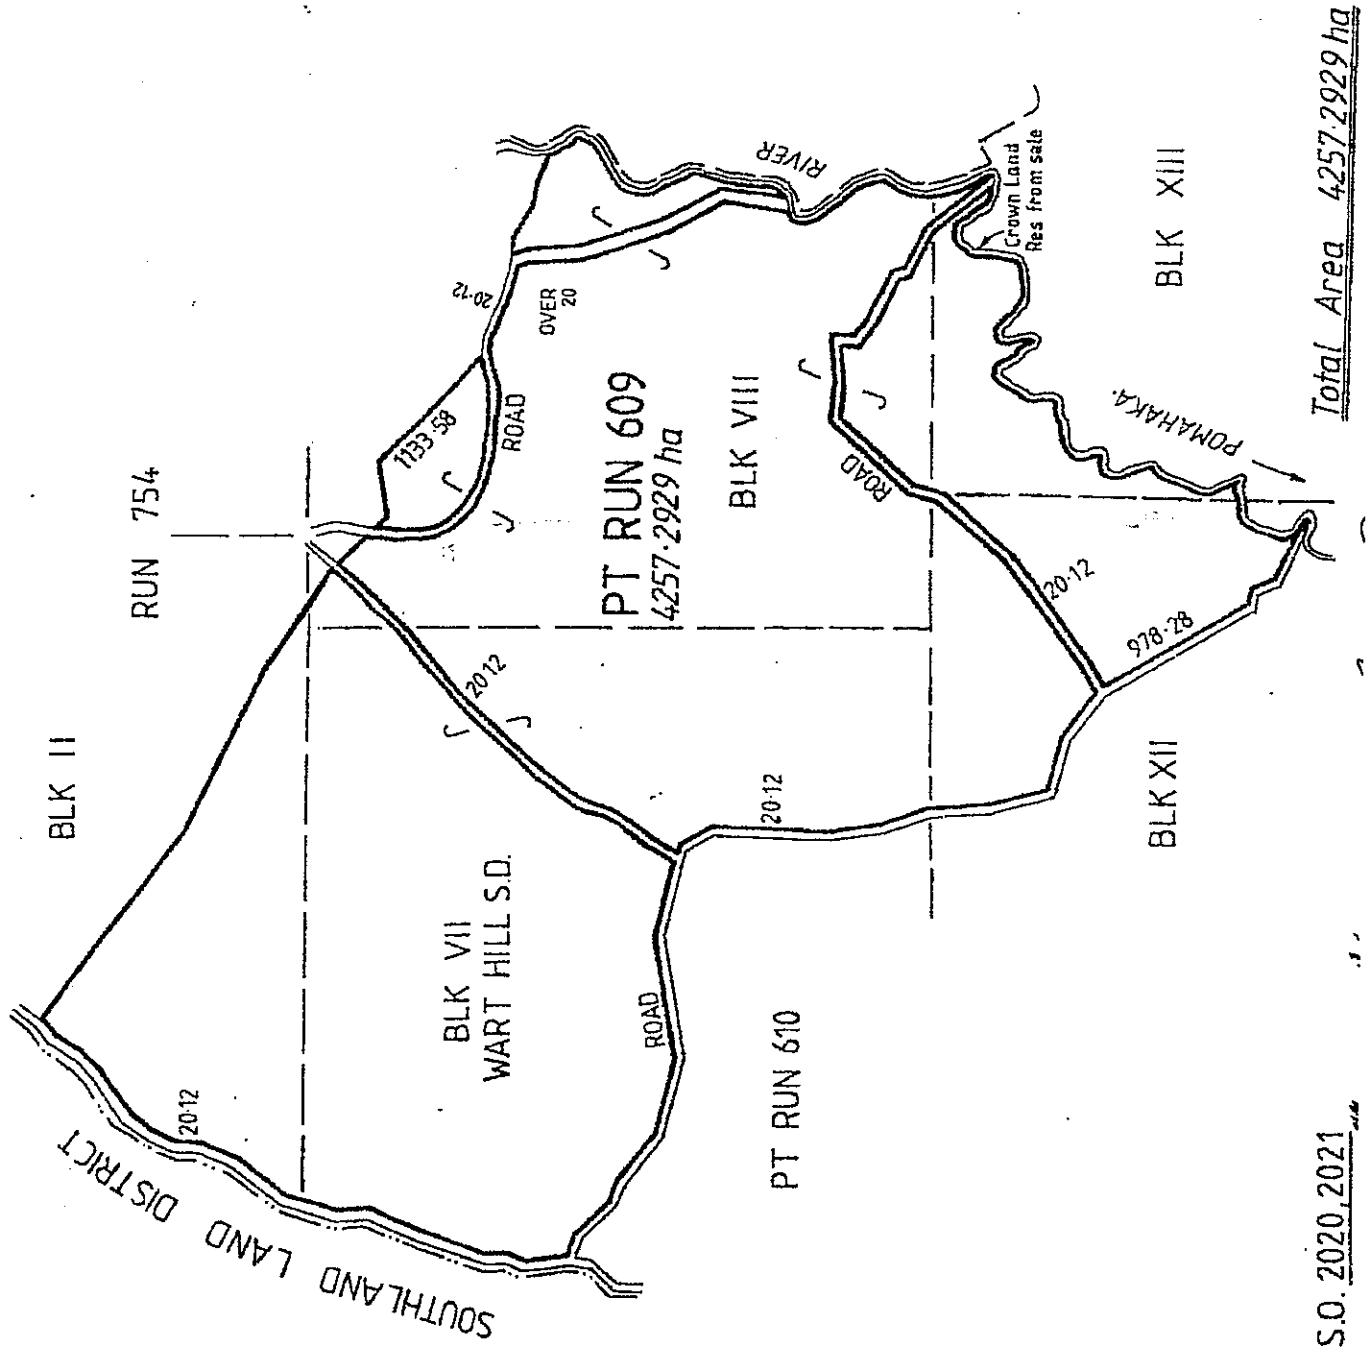 BLK II
RUN 754
SOUTHLAND LAND DISTRICT
20·12
1133·58
ROAD
20·12
OVER
20
RIVER
PT RUN 609
4257·2929 ha
BLK VIII
2012
BLK VII
WART HILL S.D.
ROAD
20·12
ROAD
20·12
Crown Land
Res from sale
BLK XIII
POMAHAKA
978·28
BLK XII
PT RUN 610
S.O. 2020,2021
Total Area 4257·2929 ha